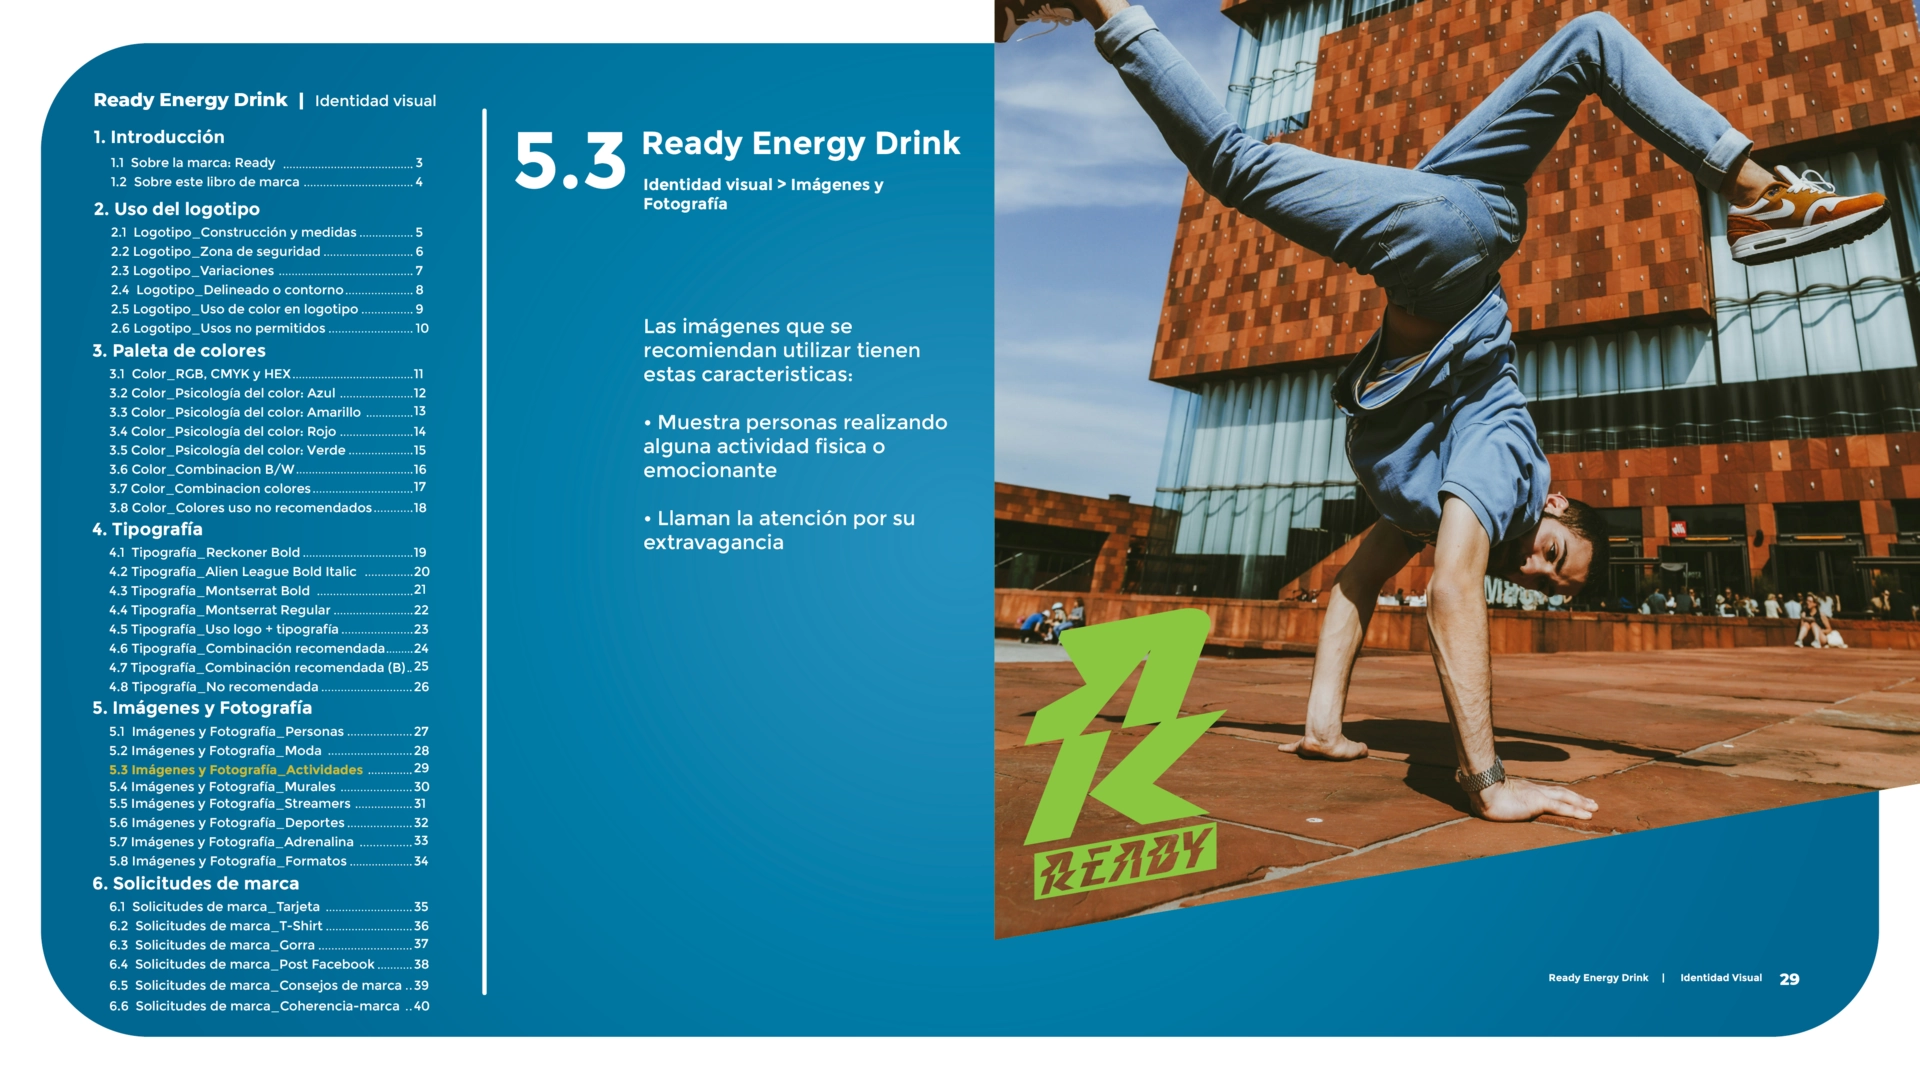 Ready Energy Drink | Identidad visual
1. Introducción
1.1 Sobre la marca: Ready ................................ 3
1.2 Sobre este libro de marca ........................... 4
2. Uso del logotipo
2.1 Logotipo_Construcción y medidas ............. 5
2.2 Logotipo_Zona de seguridad ...................... 6
2.3 Logotipo_Variaciones ................................. 7
2.4 Logotipo_Delineado o contorno ................. 8
2.5 Logotipo_Uso de color en logotipo ............ 9
2.6 Logotipo_Usos no permitidos .................... 10
3. Paleta de colores
3.1 Color_RGB, CMYK y HEX .............................. 11
3.2 Color_Psicología del color: Azul .................. 12
3.3 Color_Psicología del color: Amarillo ............ 13
3.4 Color_Psicología del color: Rojo .................. 14
3.5 Color_Psicología del color: Verde ................ 15
3.6 Color_Combinacion B/W ............................. 16
3.7 Color_Combinacion colores ......................... 17
3.8 Color_Colores uso no recomendados .......... 18
4. Tipografía
4.1 Tipografía_Reckoner Bold ........................... 19
4.2 Tipografía_Alien League Bold Italic ............ 20
4.3 Tipografía_Montserrat Bold ......................... 21
4.4 Tipografía_Montserrat Regular ................... 22
4.5 Tipografía_Uso logo + tipografía ................. 23
4.6 Tipografía_Combinación recomendada ....... 24
4.7 Tipografía_Combinación recomendada (B) .. 25
4.8 Tipografía_No recomendada ....................... 26
5. Imágenes y Fotografía
5.1 Imágenes y Fotografía_Personas ................ 27
5.2 Imágenes y Fotografía_Moda ..................... 28
5.3 Imágenes y Fotografía_Actividades ........... 29
5.4 Imágenes y Fotografía_Murales .................. 30
5.5 Imágenes y Fotografía_Streamers .............. 31
5.6 Imágenes y Fotografía_Deportes ................ 32
5.7 Imágenes y Fotografía_Adrenalina ............. 33
5.8 Imágenes y Fotografía_Formatos ............... 34
6. Solicitudes de marca
6.1 Solicitudes de marca_Tarjeta ..................... 35
6.2 Solicitudes de marca_T-Shirt ..................... 36
6.3 Solicitudes de marca_Gorra ....................... 37
6.4 Solicitudes de marca_Post Facebook ......... 38
6.5 Solicitudes de marca_Consejos de marca .. 39
6.6 Solicitudes de marca_Coherencia-marca .. 40
5.3 Ready Energy Drink
Identidad visual > Imágenes y
Fotografía
Las imágenes que se
recomiendan utilizar tienen
estas caracteristicas:
• Muestra personas realizando
alguna actividad fisica o
emocionante
• Llaman la atención por su
extravagancia
READY
Ready Energy Drink | Identidad Visual 29